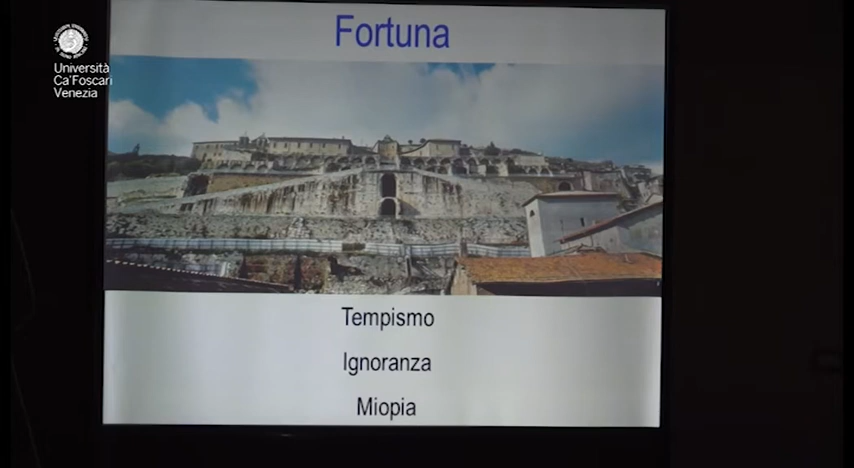 Fortuna
Università
Ca'Foscari
Venezia
Tempismo
Ignoranza
Miopia